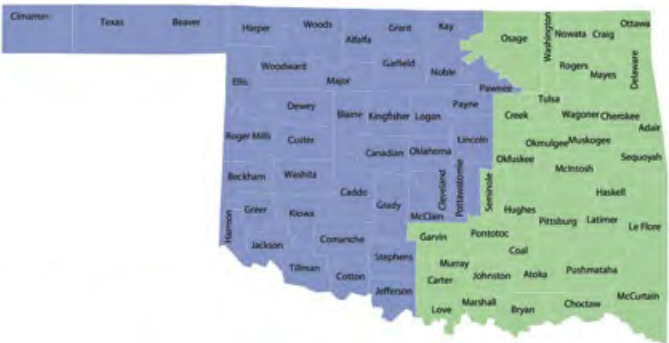 Cimarron
Texas
Beaver
Harper
Woods
Alfalfa
Grant
Kay
Osage
Washington
Nowata
Craig
Ottawa
Ellis
Woodward
Major
Garfield
Noble
Pawnee
Rogers
Mayes
Delaware
Dewey
Blaine
Kingfisher
Logan
Payne
Creek
Tulsa
Wagoner
Cherokee
Adair
Roger Mills
Custer
Canadian
Oklahoma
Lincoln
Okfuskee
Okmulgee
Muskogee
McIntosh
Sequoyah
Beckham
Washita
Caddo
Grady
Cleveland
Pottawatomie
Seminole
Haskell
Harmon
Greer
Kiowa
McClain
Hughes
Pittsburg
Latimer
Le Flore
Jackson
Comanche
Stephens
Garvin
Pontotoc
Coal
Tillman
Cotton
Jefferson
Murray
Carter
Johnston
Atoka
Pushmataha
Love
Marshall
Bryan
Choctaw
McCurtain